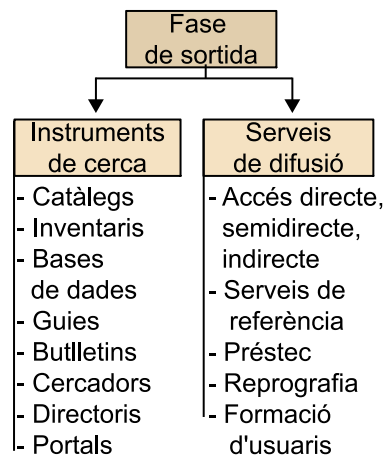 Fase
de sortida
Instruments
de cerca
- Catàlegs
- Inventaris
- Bases
de dades
- Guies
- Butlletins
- Cercadors
- Directoris
- Portals
Serveis
de difusió
- Accés directe,
semidirecte,
indirecte
- Serveis de
referència
- Préstec
- Reprografia
- Formació
d'usuaris